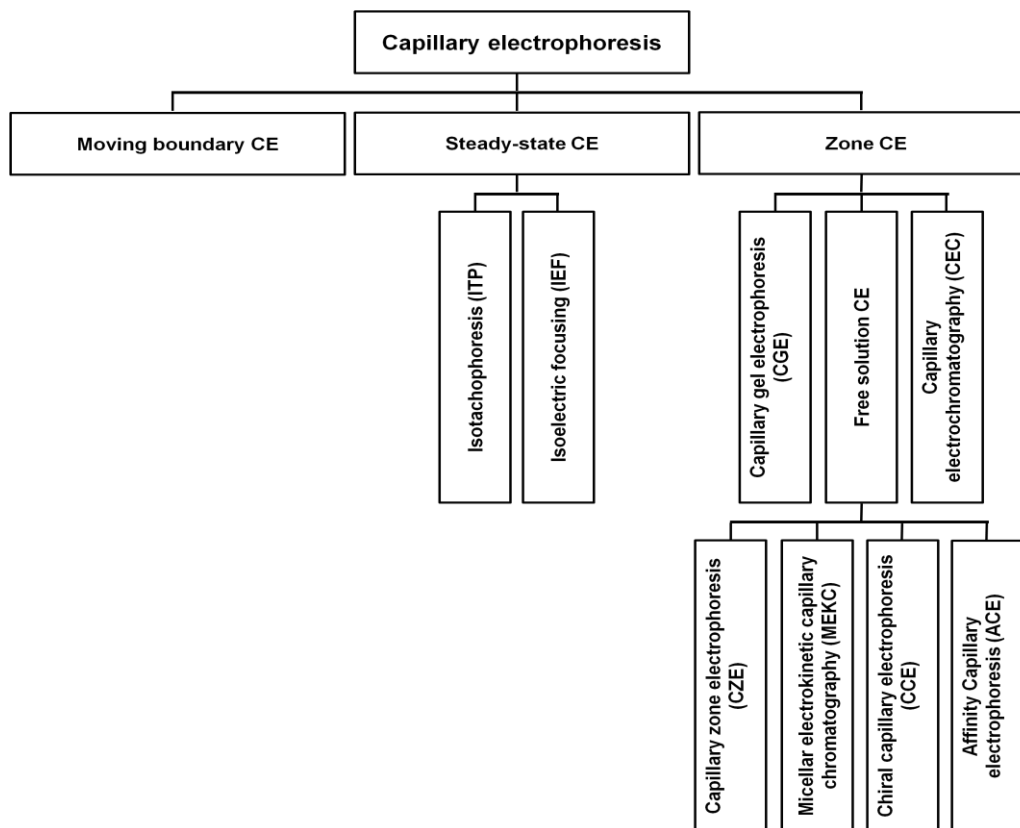 Capillary electrophoresis
Moving boundary CE
Steady-state CE
Zone CE
Isotachophoresis (ITP)
Isoelectric focusing (IEF)
Capillary gel electrophoresis
(CGE)
Free solution CE
Capillary
electrochromatography (CEC)
Capillary zone electrophoresis
(CZE)
Micellar electrokinetic capillary
chromatography (MEKC)
Chiral capillary electrophoresis
(CCE)
Affinity Capillary
electrophoresis (ACE)